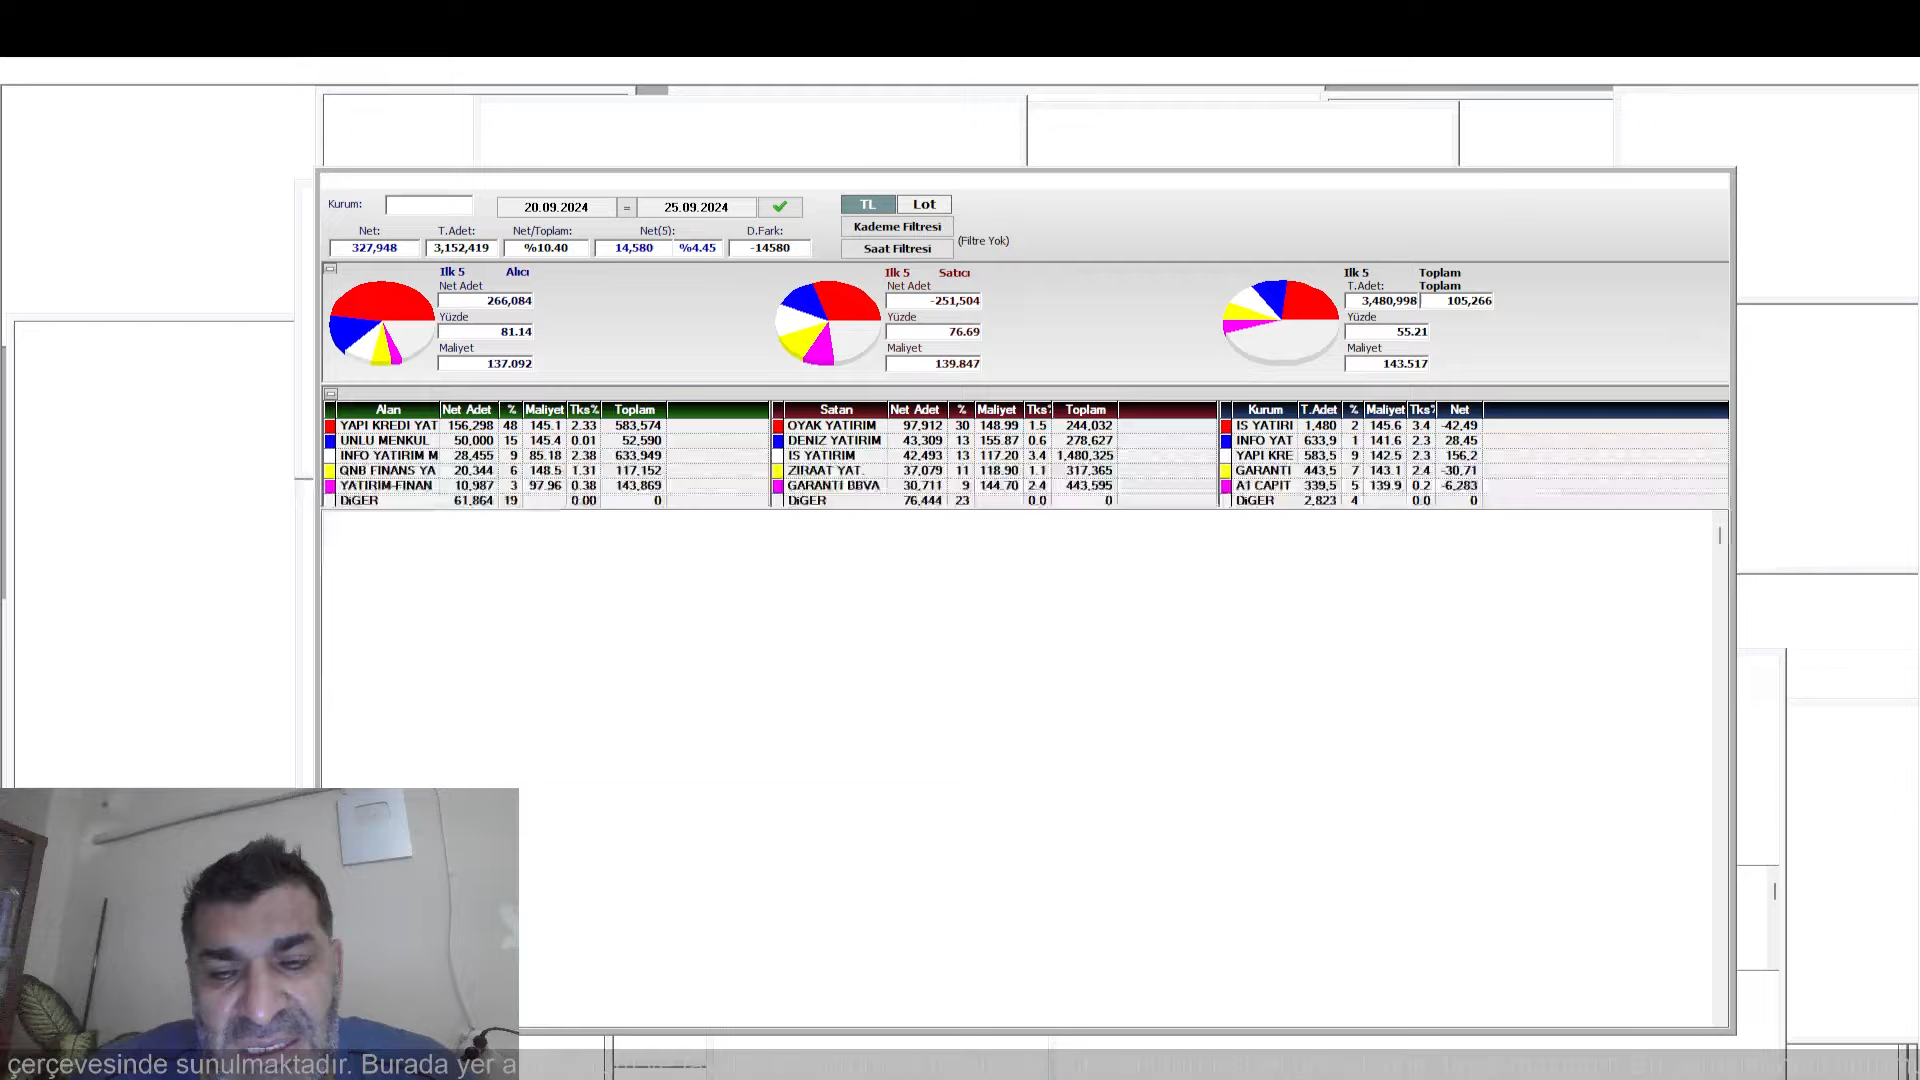 Kurum: 20.09.2024 = 25.09.2024 TL Lot
Kademe Filtresi
Saat Filtresi (Filtre Yok)
Net: T.Adet: Net/Toplam: Net(5): D.Fark:
327,948 3,152,419 %10.40 14,580 %4.45 -14580
Ilk 5 Alıcı
Net Adet
266,084
Yüzde
81.14
Maliyet
137.092
Ilk 5 Satıcı
Net Adet
-251,504
Yüzde
76.69
Maliyet
139.847
Ilk 5 Toplam
T.Adet: Toplam
3,480,998 105,266
Yüzde
55.21
Maliyet
143.517
Alan Net Adet % Maliyet Tks% Toplam
YAPI KREDI YAT 156,298 48 145.1 2.33 583,574
UNLU MENKUL 50,000 15 145.4 0.01 52,590
INFO YATIRIM M 28,455 9 85.18 2.38 633,949
QNB FINANS YA 20,344 6 148.5 1.31 117,152
YATIRIM-FINAN 10,987 3 97.96 0.38 143,869
DiGER 61,864 19 0.00 0
Satan Net Adet % Maliyet Tks% Toplam
OYAK YATIRIM 97,912 30 148.99 1.5 244,032
DENIZ YATIRIM 43,309 13 155.87 0.6 278,627
IS YATIRIM 42,493 13 117.20 3.4 1,480,325
ZIRAAT YAT. 37,079 11 118.90 1.1 317,365
GARANTI BBVA 30,711 9 144.70 2.4 443,595
DiGER 76,444 23 0.0 0
Kurum T.Adet % Maliyet Tks% Net
IS YATIRI 1,480 2 145.6 3.4 -42,49
INFO YAT 633,9 1 141.6 2.3 28,45
YAPI KRE 583,5 9 142.5 2.3 156,2
GARANTI 443,5 7 143.1 2.4 -30,71
A1 CAPIT 339,5 5 139.9 0.2 -6,283
DiGER 2,823 4 0.0 0
çerçevesinde sunulmaktadır. Burada yer a